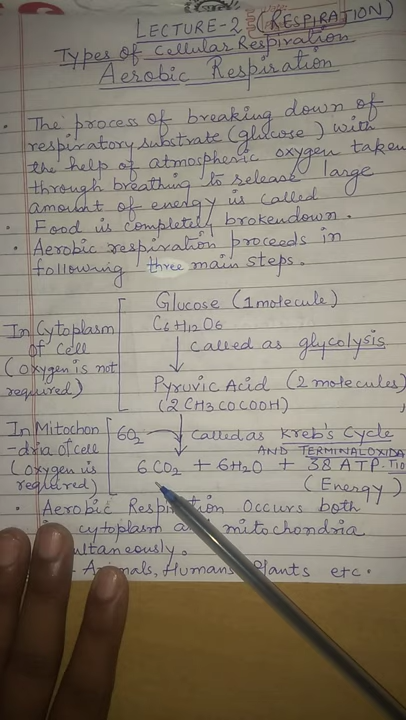 LECTURE-2 (RESPIRATION)
Types of Cellular Respiration
Aerobic Respiration
• The process of breaking down of
respiratory substrate (glucose) with
the help of atmospheric oxygen taken
through breathing to release large
amount of energy is called
• Food is completely brokendown.
• Aerobic respiration proceeds in
following three main steps.
Glucose (1 molecule)
C6H12O6
In Cytoplasm
of Cell
(oxygen is not
required)
called as glycolysis
Pyruvic Acid (2 molecules)
(2 CH3COCOOH)
In Mitochon
-dria of cell
(oxygen is
required)
6O2
called as Kreb's Cycle
AND TERMINALOXIDA
TIO
6CO2 + 6H2O + 38 ATP.
(Energy)
• Aerobic Respiration Occurs both
cytoplasm and mitochondria
ultaneously.
Animals, Humans, Plants etc.